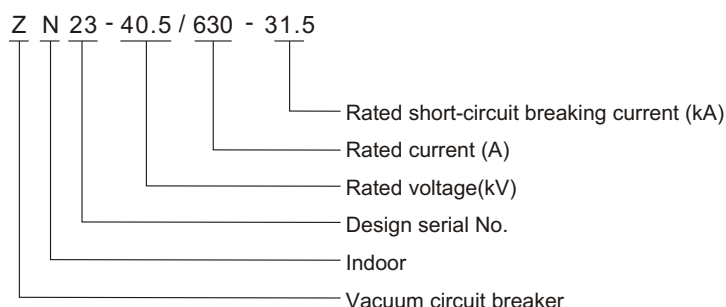 Z N 23 - 40.5 / 630 - 31.5
Rated short-circuit breaking current (kA)
Rated current (A)
Rated voltage(kV)
Design serial No.
Indoor
Vacuum circuit breaker